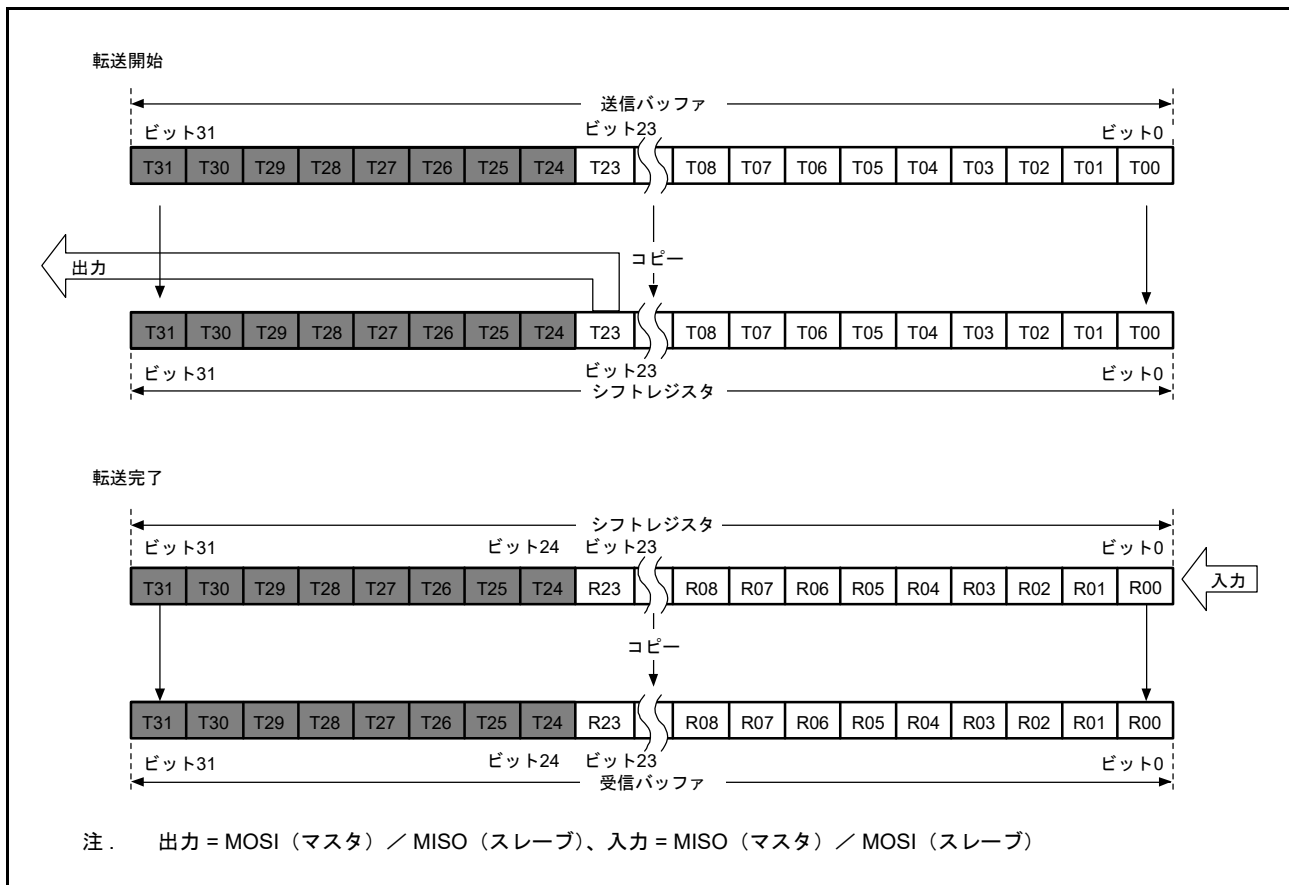 転送開始
送信バッファ
ビット31 ビット23 ビット0
T31 T30 T29 T28 T27 T26 T25 T24 T23 T08 T07 T06 T05 T04 T03 T02 T01 T00
出力
コピー
T31 T30 T29 T28 T27 T26 T25 T24 T23 T08 T07 T06 T05 T04 T03 T02 T01 T00
ビット31 ビット23 ビット0
シフトレジスタ
転送完了
シフトレジスタ
ビット31 ビット24 ビット23 ビット0
T31 T30 T29 T28 T27 T26 T25 T24 R23 R08 R07 R06 R05 R04 R03 R02 R01 R00
入力
コピー
T31 T30 T29 T28 T27 T26 T25 T24 R23 R08 R07 R06 R05 R04 R03 R02 R01 R00
ビット31 ビット24 ビット23 ビット0
受信バッファ
注. 出力 = MOSI（マスタ）／ MISO（スレーブ）、入力 = MISO（マスタ）／ MOSI（スレーブ）